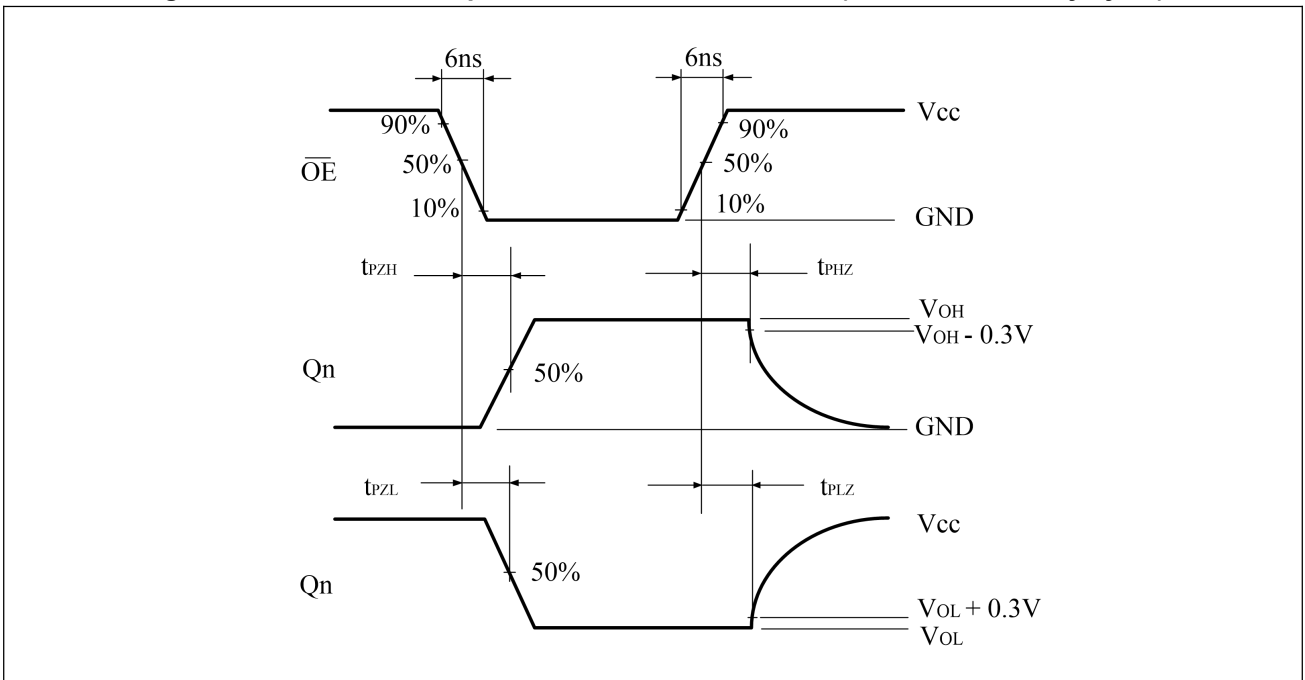 6ns
6ns
Vcc
90%
90%
50%
50%
OE
10%
10%
GND
tPZH
tPHZ
VOH
VOH - 0.3V
Qn
50%
GND
tPZL
tPLZ
Vcc
50%
Qn
VOL + 0.3V
VOL